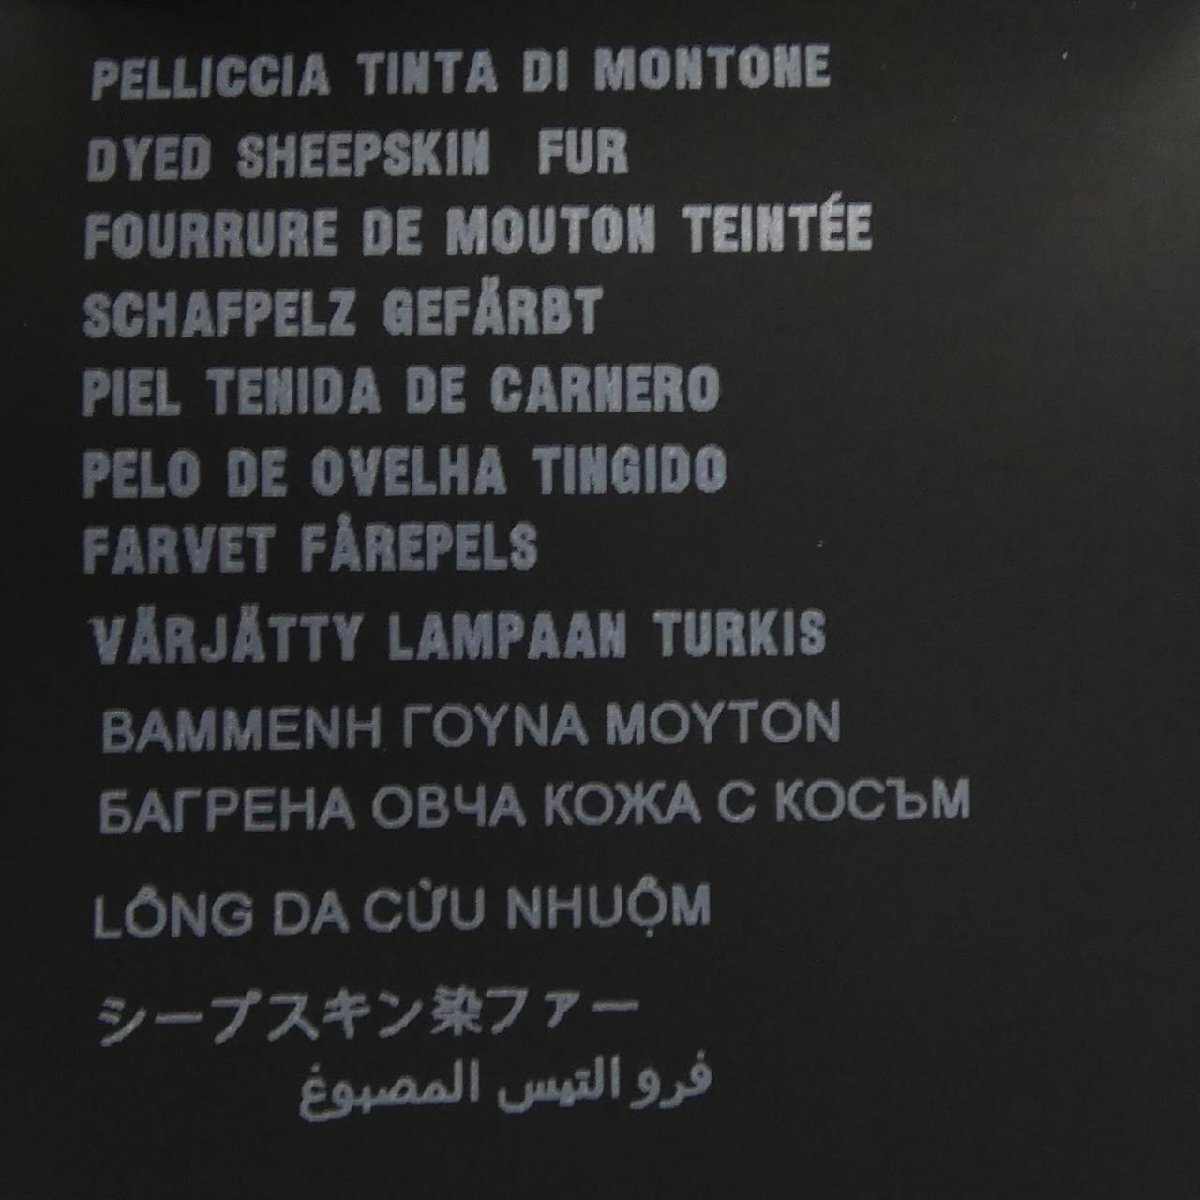 PELLICCIA TINTA DI MONTONE
DYED SHEEPSKIN FUR
FOURRURE DE MOUTON TEINTÉE
SCHAFPELZ GEFÄRBT
PIEL TENIDA DE CARNERO
PELO DE OVELHA TINGIDO
FARVET FÅREPELS
VÄRJÄTTY LAMPAAN TURKIS
ΒΑΜΜΕΝΗ ΓΟΥΝΑ ΜΟΥΤΟΝ
БАГРЕНА ОВЧА КОЖА С КОСЪМ
LÔNG DA CỪU NHUỘM
シープスキン染ファー
فرو التيس المصبوغ